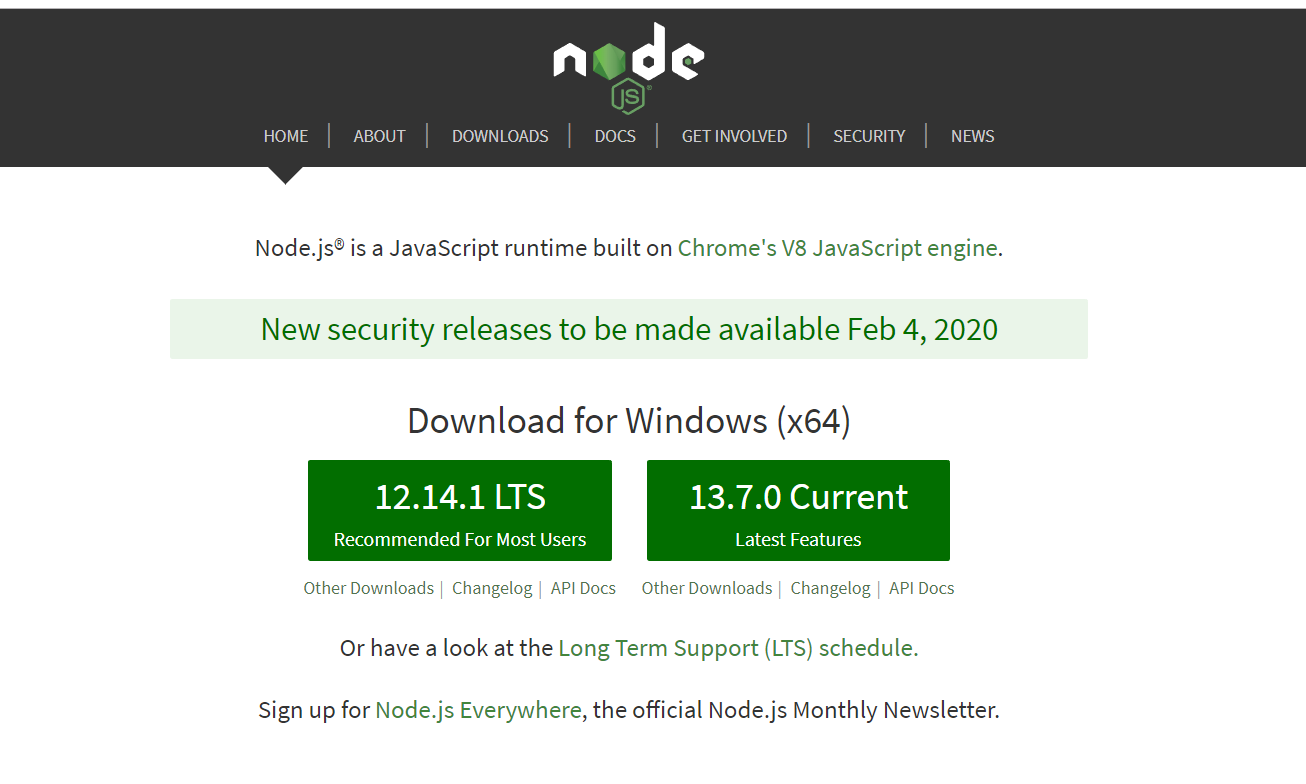 node
JS®
HOME | ABOUT | DOWNLOADS | DOCS | GET INVOLVED | SECURITY | NEWS
Node.js® is a JavaScript runtime built on Chrome's V8 JavaScript engine.
New security releases to be made available Feb 4, 2020
Download for Windows (x64)
12.14.1 LTS
Recommended For Most Users
13.7.0 Current
Latest Features
Other Downloads | Changelog | API Docs
Other Downloads | Changelog | API Docs
Or have a look at the Long Term Support (LTS) schedule.
Sign up for Node.js Everywhere, the official Node.js Monthly Newsletter.